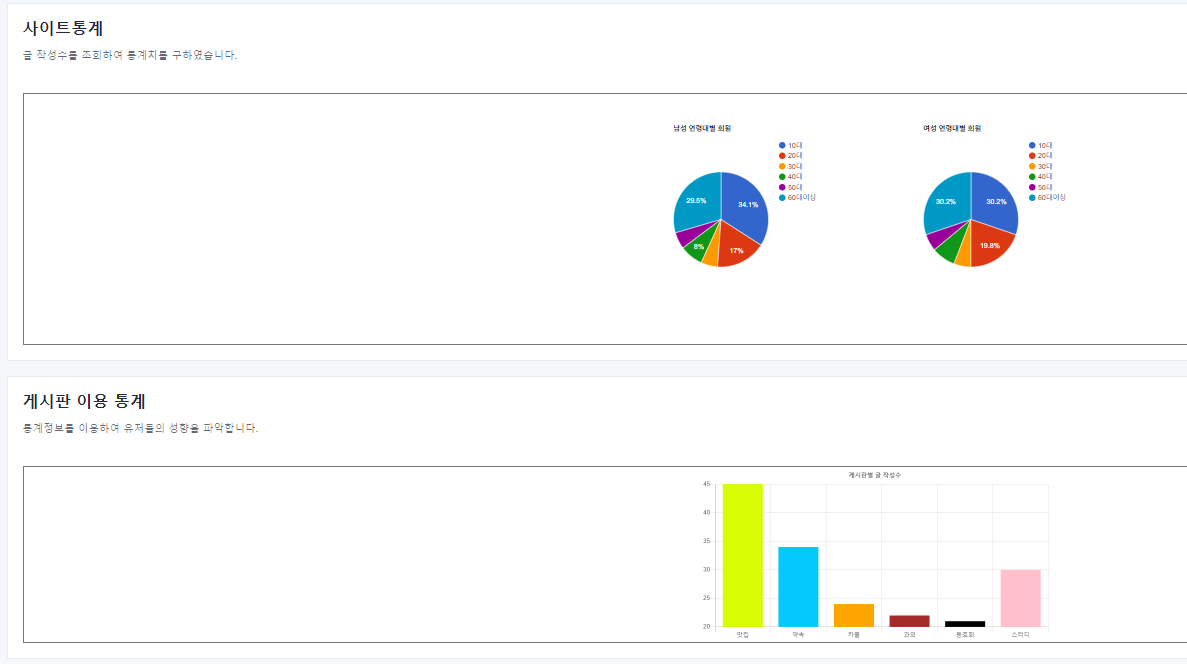 사이트통계
글 작성수를 조회하여 통계치를 구하였습니다.
남성 연령대별 회원
10대
20대
30대
40대
50대
60대이상
29.5%
34.1%
8%
17%
여성 연령대별 회원
10대
20대
30대
40대
50대
60대이상
30.2%
30.2%
19.8%
게시판 이용 통계
통계정보를 이용하여 유저들의 성향을 파악합니다.
게시판별 글 작성수
45
40
35
30
25
20
맛집
약속
카풀
과외
동호회
스터디